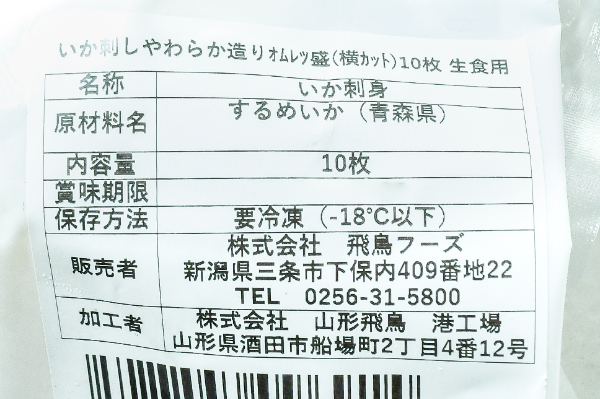 いか刺しやわらか造りｵﾑﾚﾂ盛(横ｶｯﾄ)10枚 生食用
名称 いか刺身
原材料名 するめいか（青森県）
内容量 10枚
賞味期限
保存方法 要冷凍（-18℃以下）
販売者 株式会社 飛鳥フーズ
新潟県三条市下保内409番地22
TEL 0256-31-5800
加工者 株式会社 山形飛鳥 港工場
山形県酒田市船場町2丁目4番12号